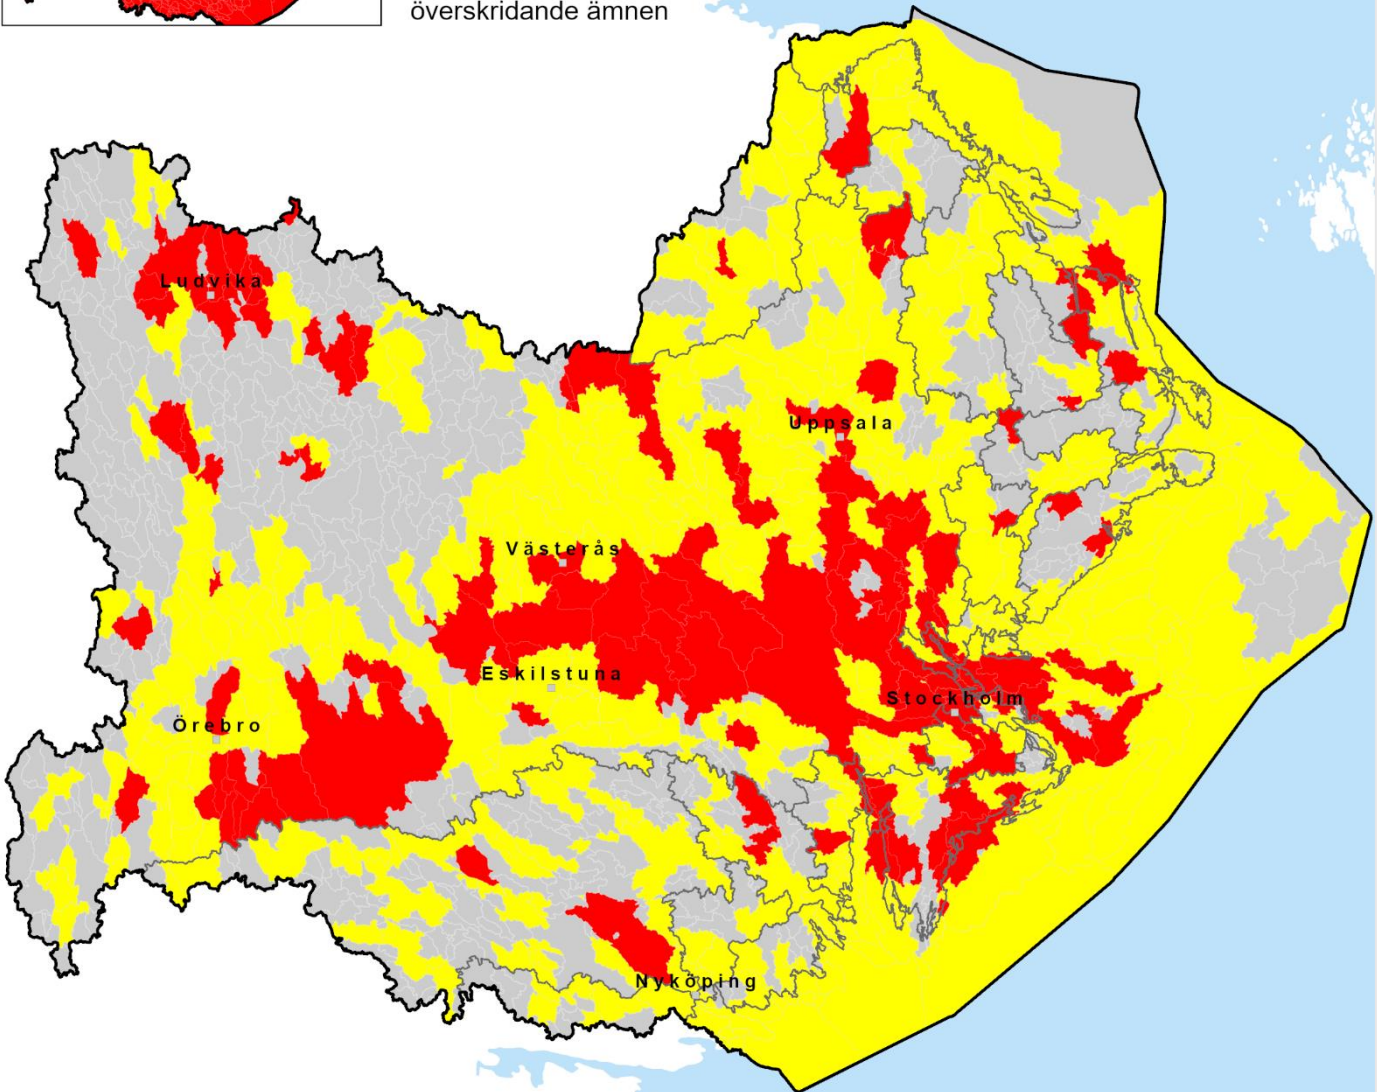 överskridande ämnen
Ludvika
Uppsala
Västerås
Eskilstuna
Stockholm
Örebro
Nyköping